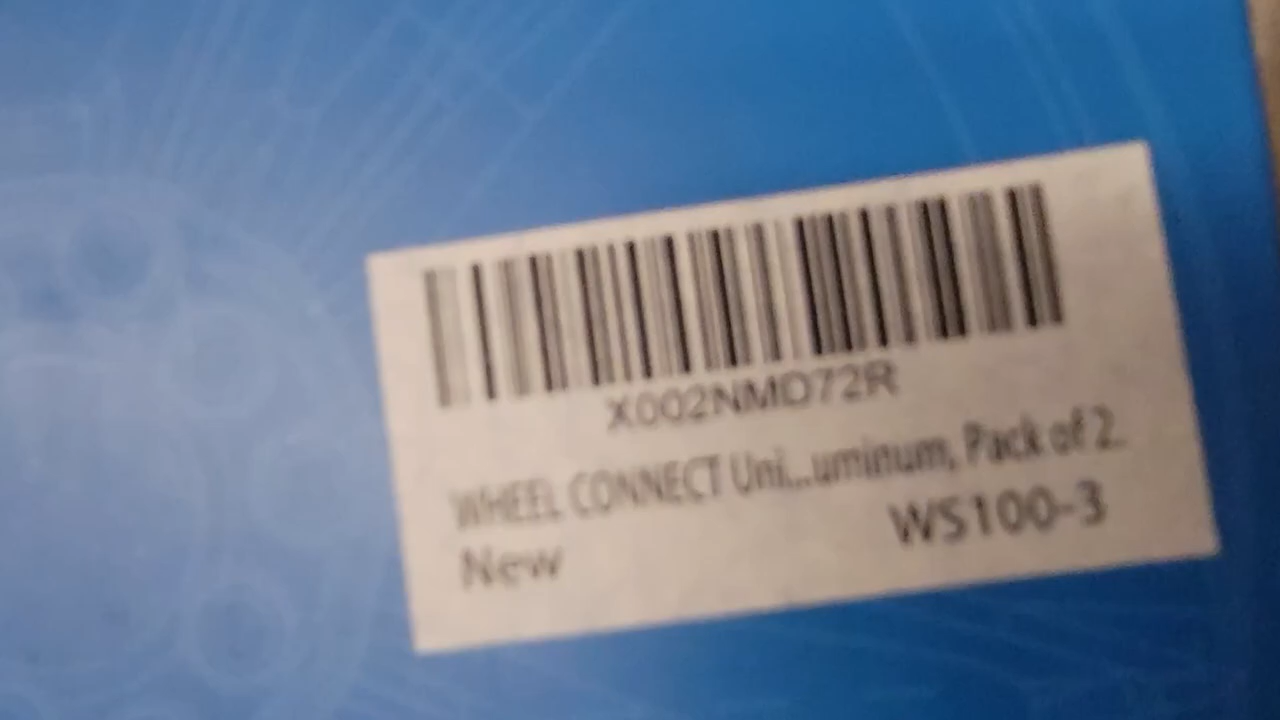 X002NMD72R
WHEEL CONNECT Uni...uminum, Pack of 2.
New WS100-3